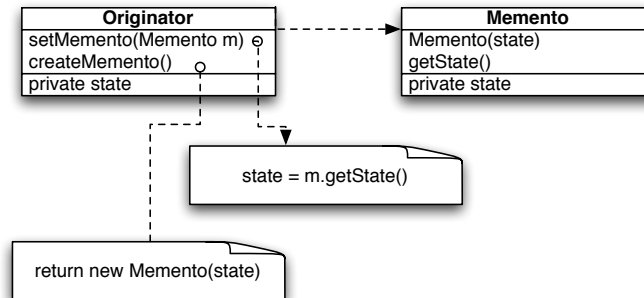 Originator
setMemento(Memento m)
createMemento()
private state
Memento
Memento(state)
getState()
private state
state = m.getState()
return new Memento(state)